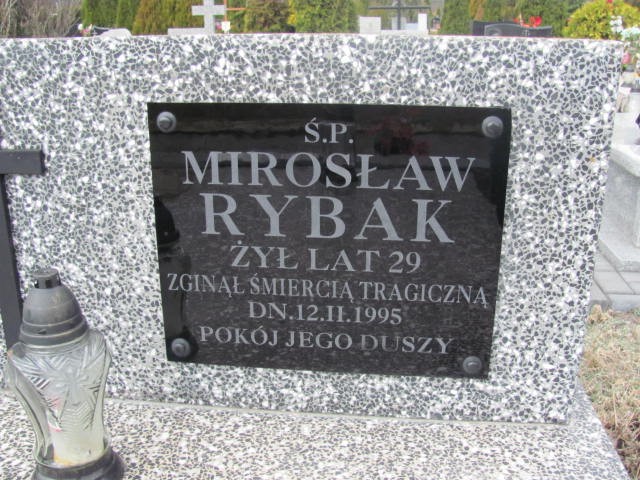 Ś.P.
MIROSŁAW
RYBAK
ŻYŁ LAT 29
ZGINĄŁ ŚMIERCIĄ TRAGICZNĄ
DN. 12.II.1995
POKÓJ JEGO DUSZY